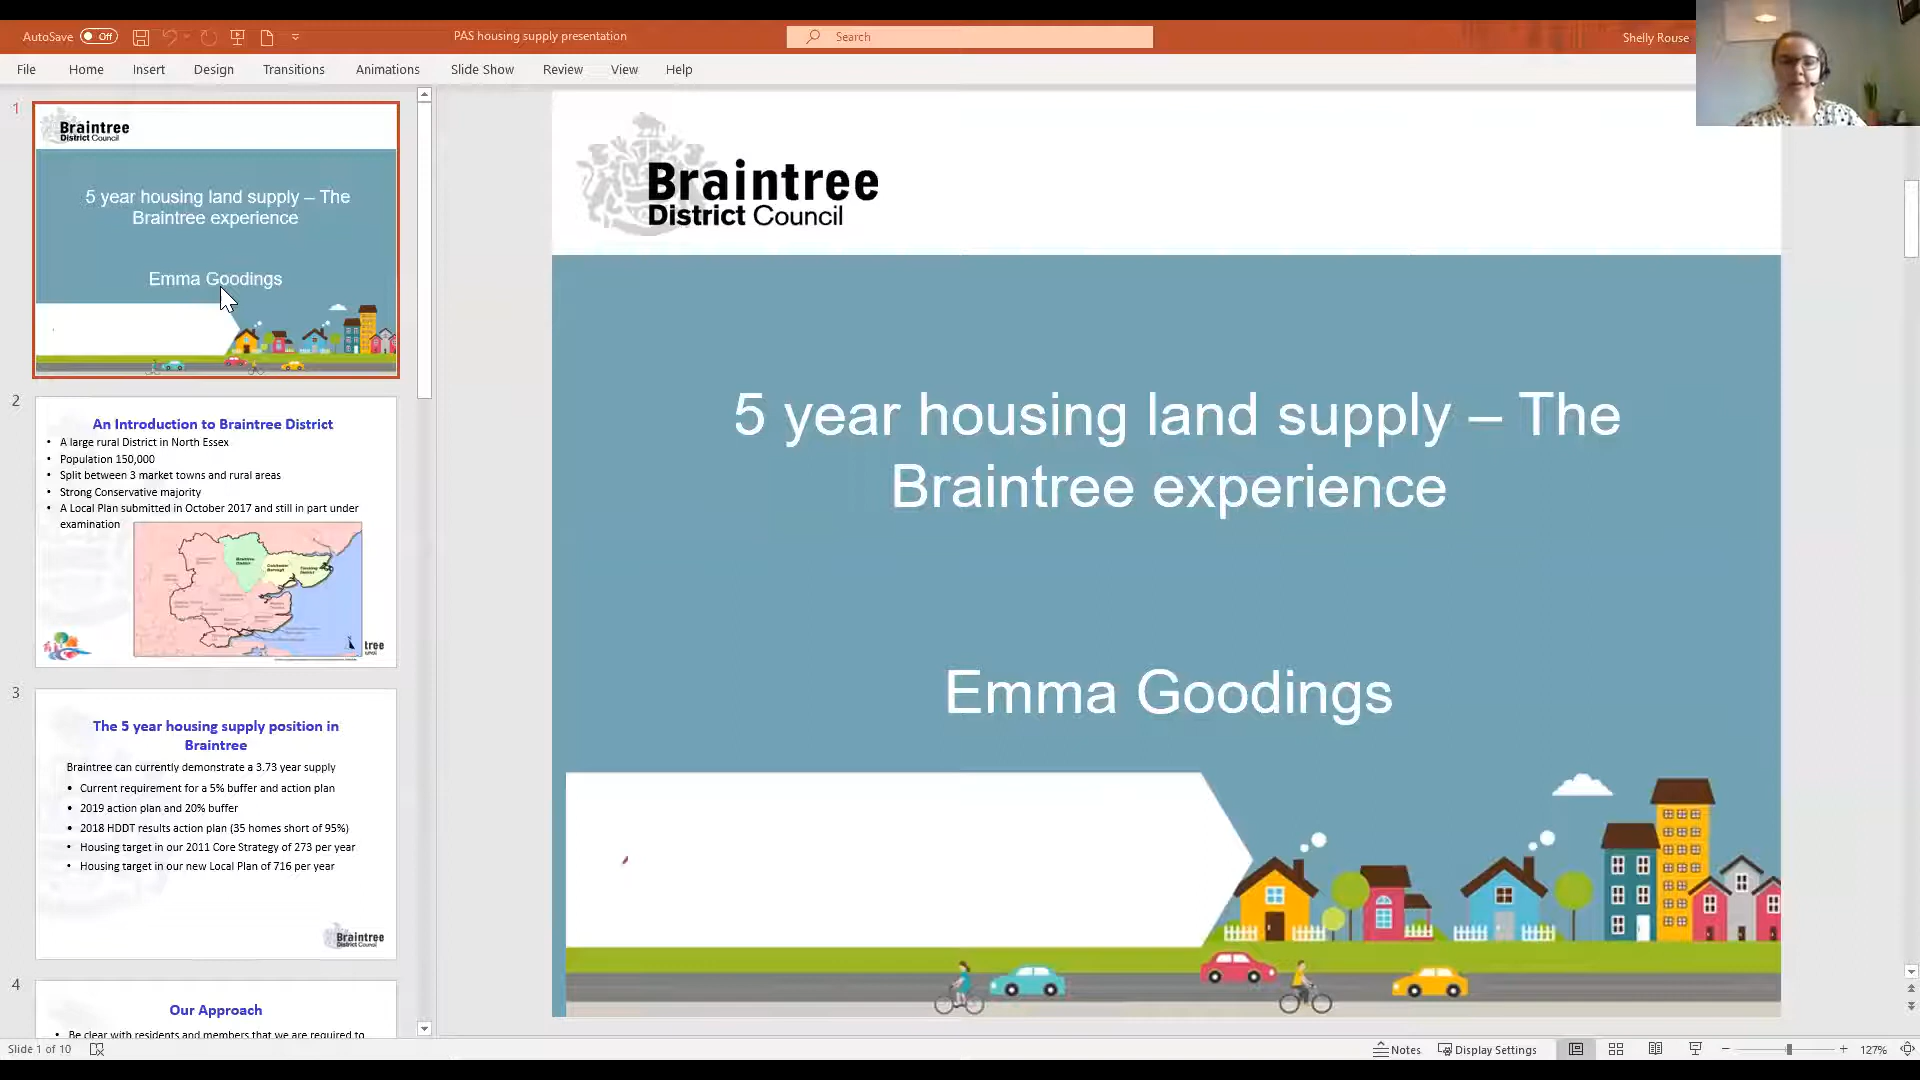 AutoSave Off
PAS housing supply presentation
Search
Shelly Rouse
File Home Insert Design Transitions Animations Slide Show Review View Help
1
Braintree
District Council
5 year housing land supply – The
Braintree experience
Emma Goodings
2
An Introduction to Braintree District
• A large rural District in North Essex
• Population 150,000
• Split between 3 market towns and rural areas
• Strong Conservative majority
• A Local Plan submitted in October 2017 and still in part under
examination
tree
3
The 5 year housing supply position in
Braintree
Braintree can currently demonstrate a 3.73 year supply
• Current requirement for a 5% buffer and action plan
• 2019 action plan and 20% buffer
• 2018 HDDT results action plan (35 homes short of 95%)
• Housing target in our 2011 Core Strategy of 273 per year
• Housing target in our new Local Plan of 716 per year
Braintree
District Council
4
Our Approach
• Be clear with residents and members that we are required to
Braintree
District Council
5 year housing land supply – The
Braintree experience
Emma Goodings
Slide 1 of 10
Notes
Display Settings
127%